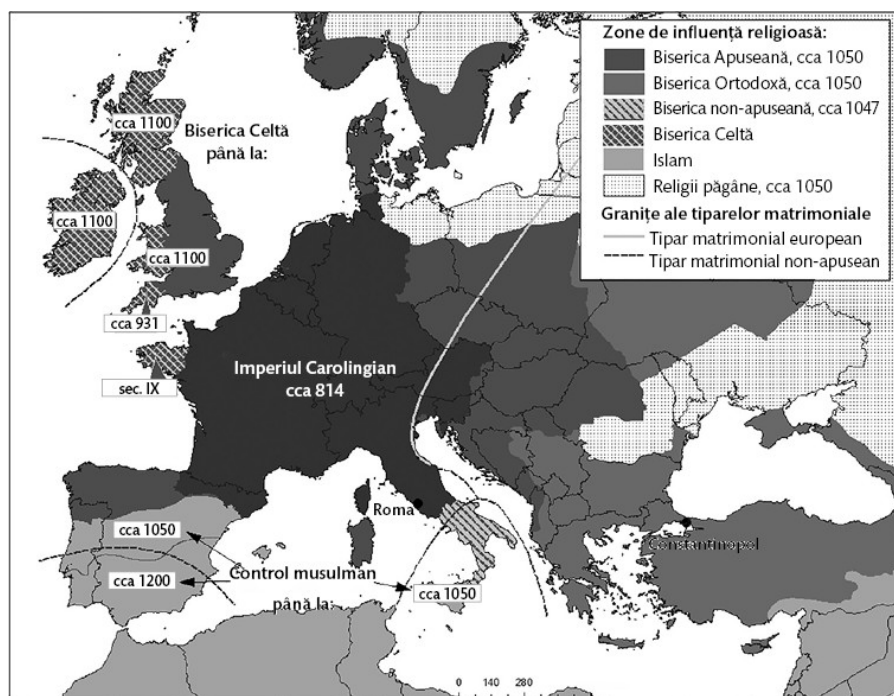 Zone de influență religioasă:
Biserica Apuseană, cca 1050
Biserica Ortodoxă, cca 1050
Biserica non-apuseană, cca 1047
Biserica Celtă
Islam
Religii păgâne, cca 1050
Granițe ale tiparelor matrimoniale
Tipar matrimonial european
Tipar matrimonial non-apusean
cca 1100
Biserica Celtă
până la:
cca 1100
cca 1100
cca 931
sec. IX
Imperiul Carolingian
cca 814
Roma
Constantinopol
cca 1050
Control musulman
până la:
cca 1200
cca 1050
0 140 280